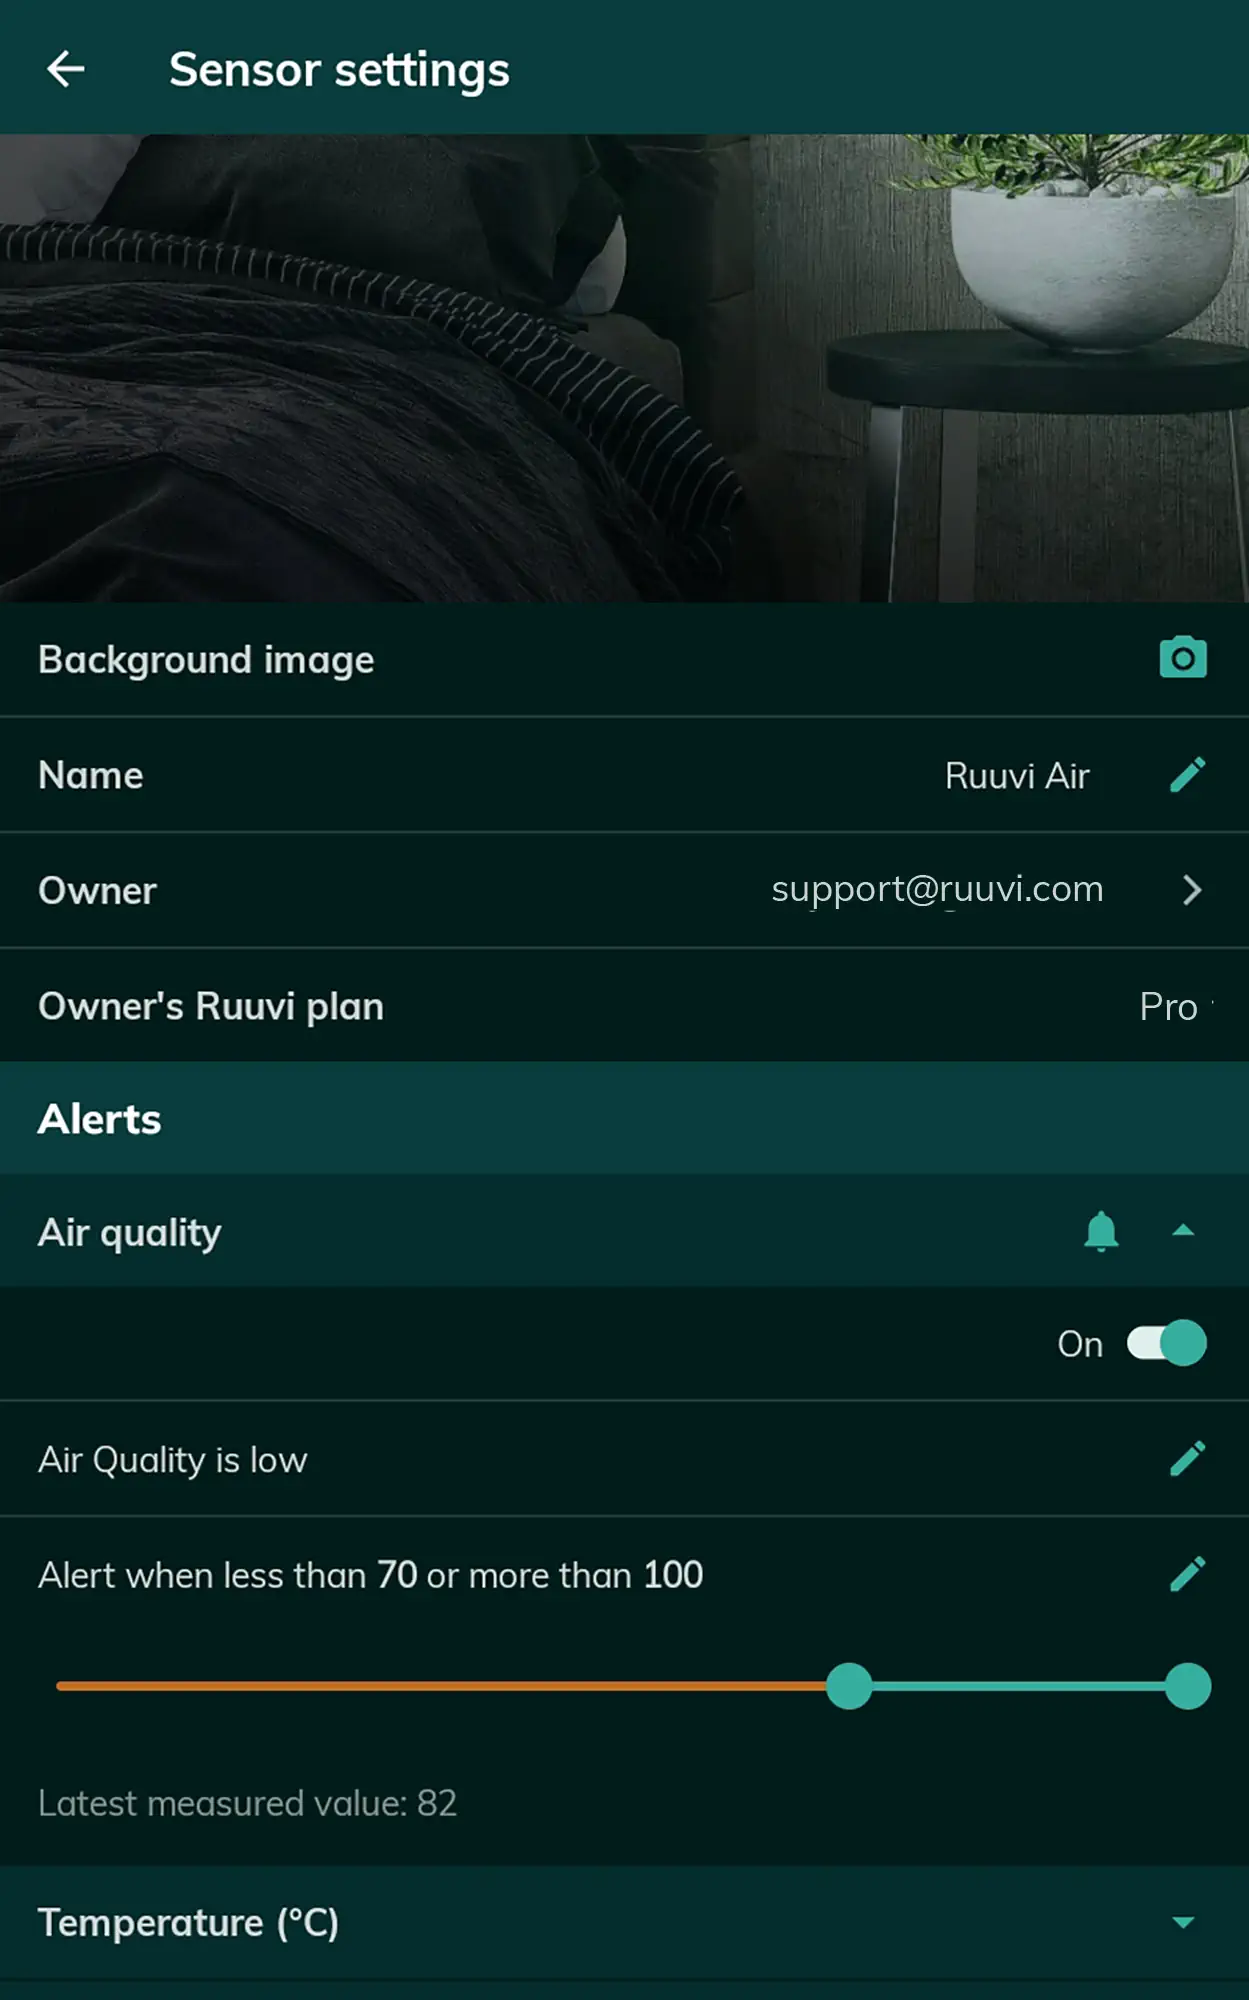 Sensor settings
Background image
Name Ruuvi Air
Owner support@ruuvi.com
Owner's Ruuvi plan Pro
Alerts
Air quality
On
Air Quality is low
Alert when less than 70 or more than 100
Latest measured value: 82
Temperature (°C)